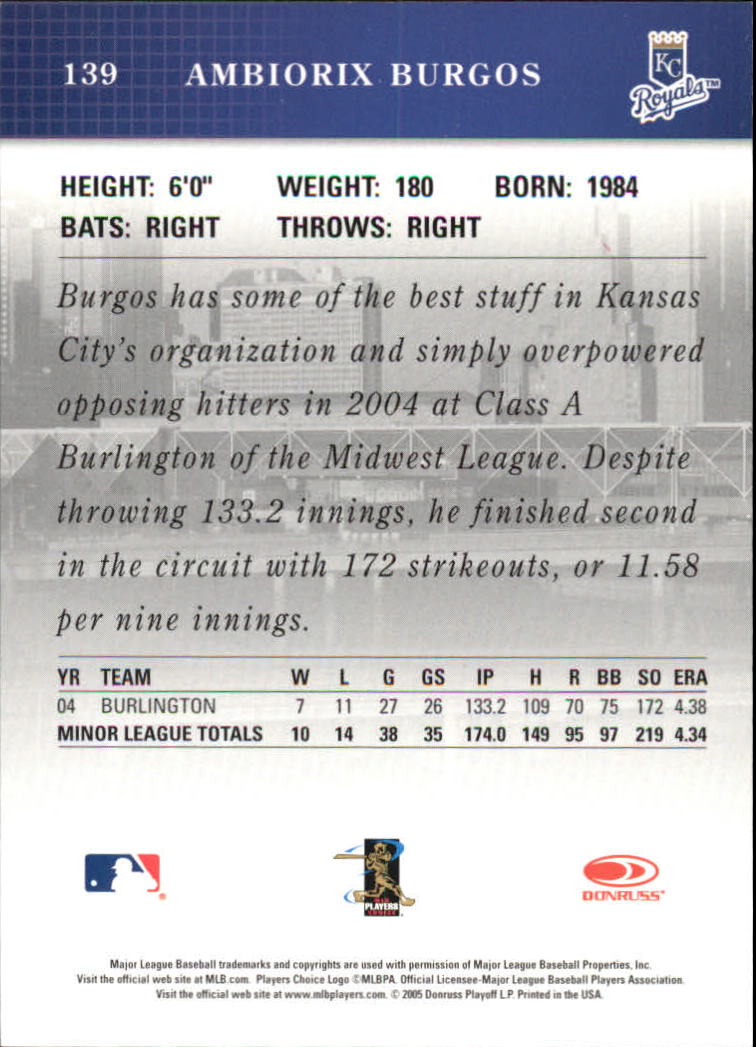 139 AMBIORIX BURGOS
KC
Royals™
HEIGHT: 6'0" WEIGHT: 180 BORN: 1984
BATS: RIGHT THROWS: RIGHT
Burgos has some of the best stuff in Kansas
City's organization and simply overpowered
opposing hitters in 2004 at Class A
Burlington of the Midwest League. Despite
throwing 133.2 innings, he finished second
in the circuit with 172 strikeouts, or 11.58
per nine innings.
YR TEAM W L G GS IP H R BB SO ERA
04 BURLINGTON 7 11 27 26 133.2 109 70 75 172 4.38
MINOR LEAGUE TOTALS 10 14 38 35 174.0 149 95 97 219 4.34
PLAYERS
CHOICE
DONRUSS®
Major League Baseball trademarks and copyrights are used with permission of Major League Baseball Properties, Inc.
Visit the official web site at MLB.com. Players Choice Logo ©MLBPA. Official Licensee-Major League Baseball Players Association.
Visit the official web site at www.mlbplayers.com. © 2005 Donruss Playoff L.P. Printed in the USA.